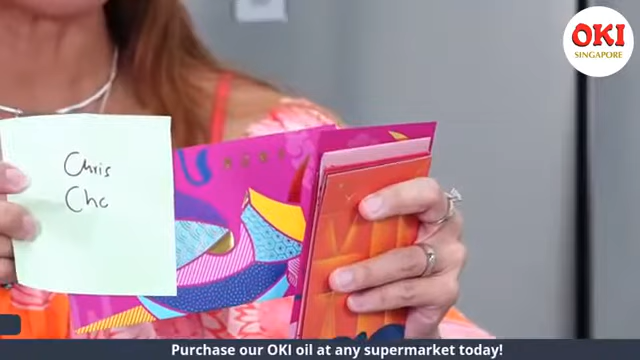 OKI
SINGAPORE
Chris
Cho
Purchase our OKI oil at any supermarket today!